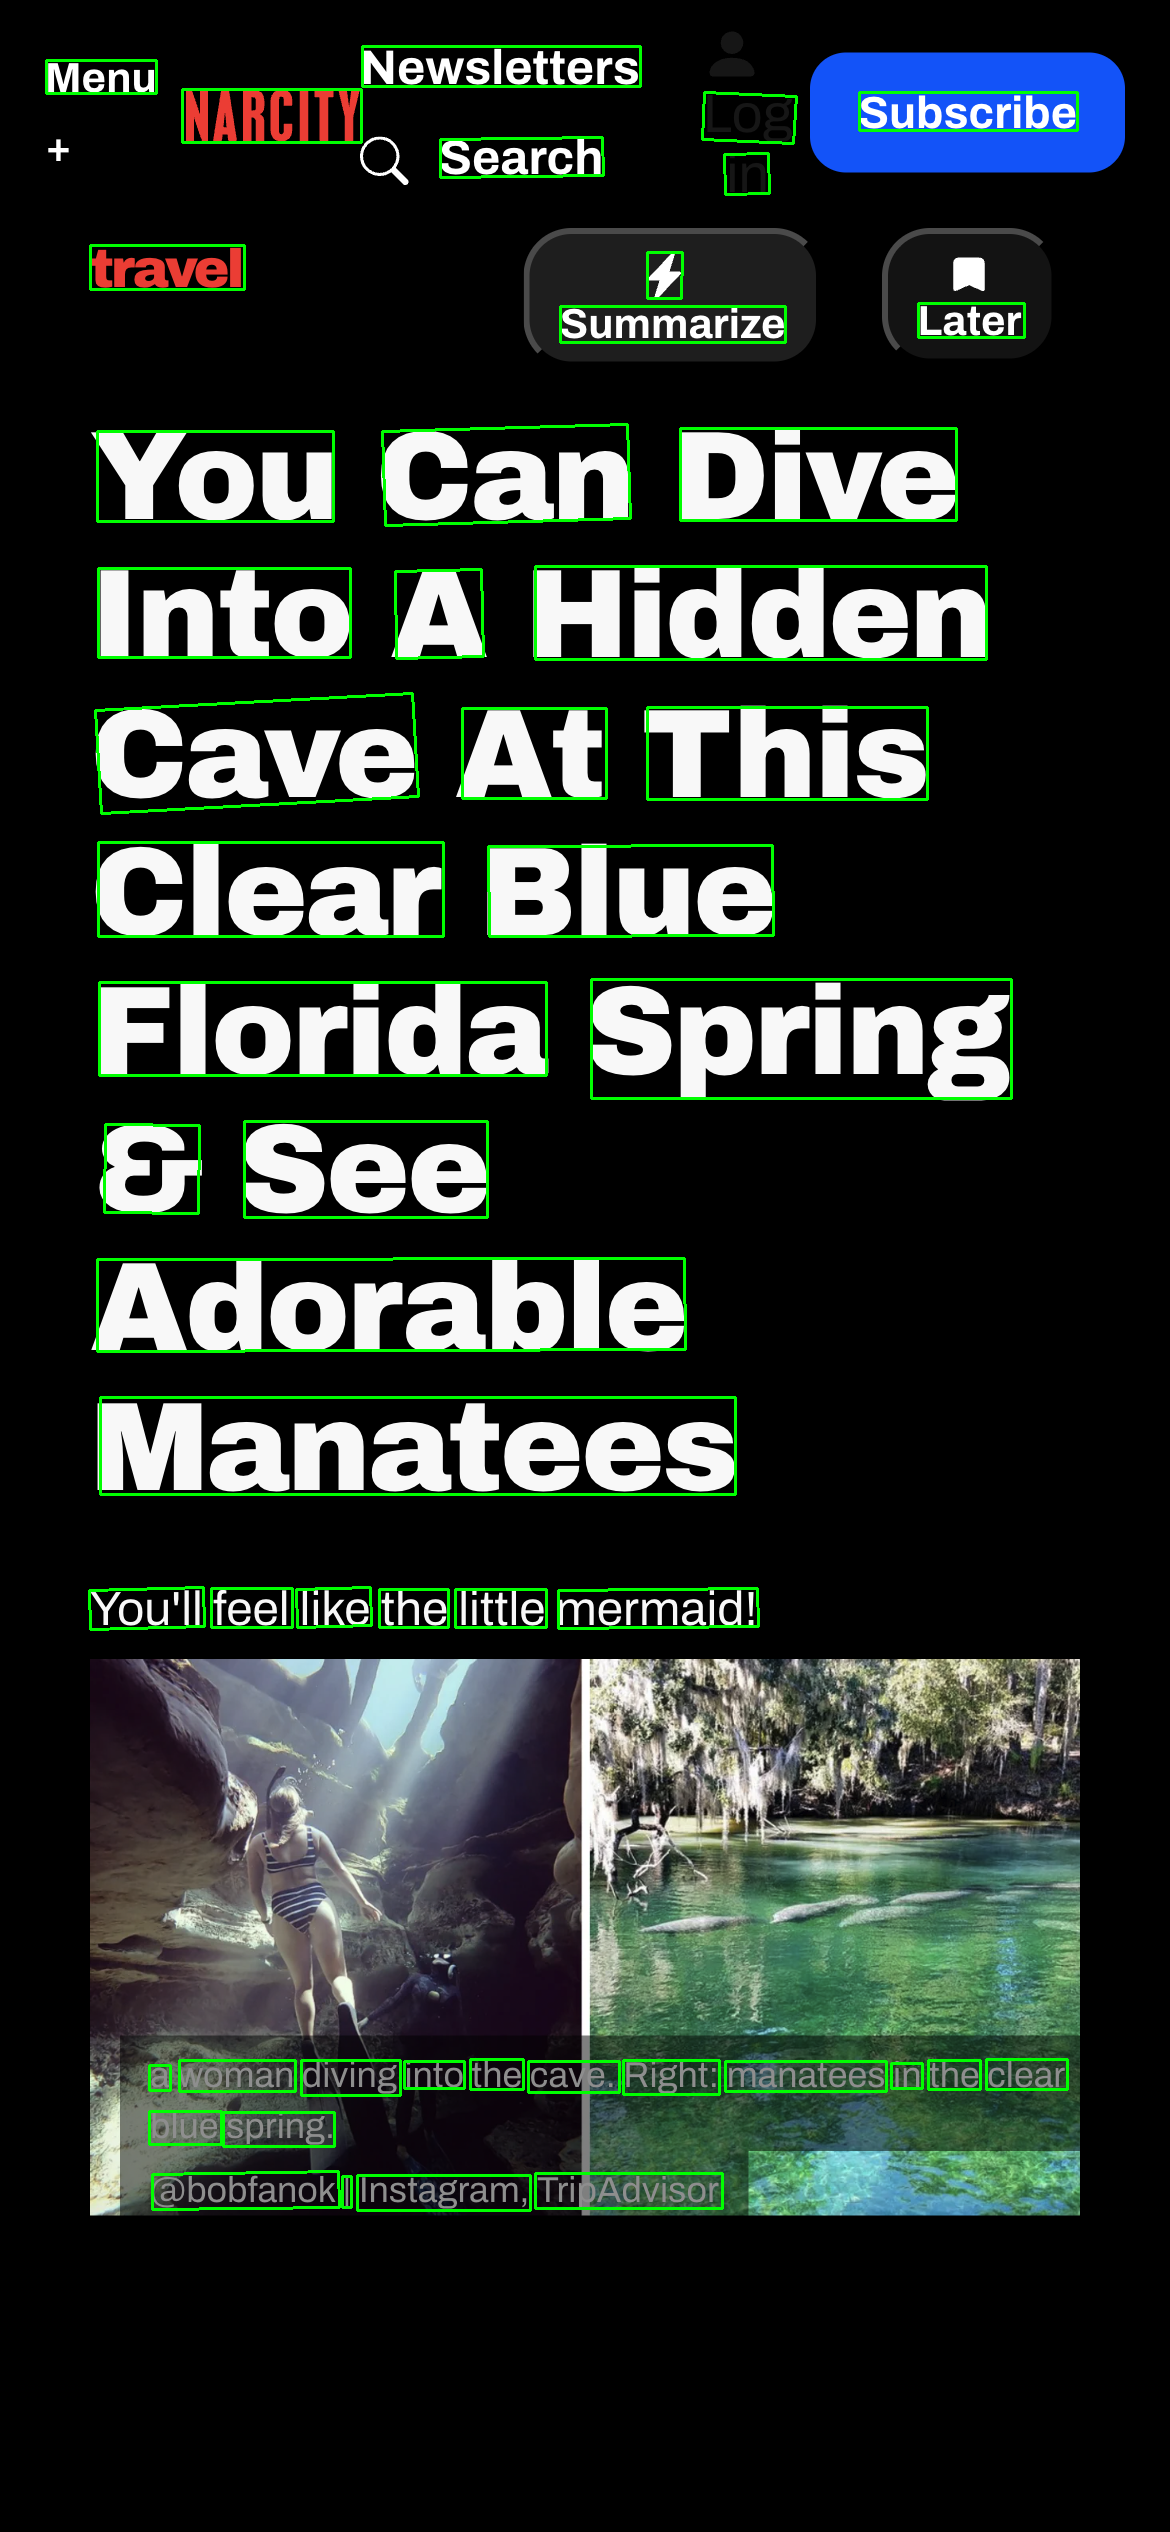 Menu
+
NARCITY
Newsletters
Search
Log
in
Subscribe
travel
Summarize
Later
You Can Dive
Into A Hidden
Cave At This
Clear Blue
Florida Spring
& See
Adorable
Manatees
You'll feel like the little mermaid!
a woman diving into the cave. Right: manatees in the clear
blue spring.
@bobfanok | Instagram, TripAdvisor